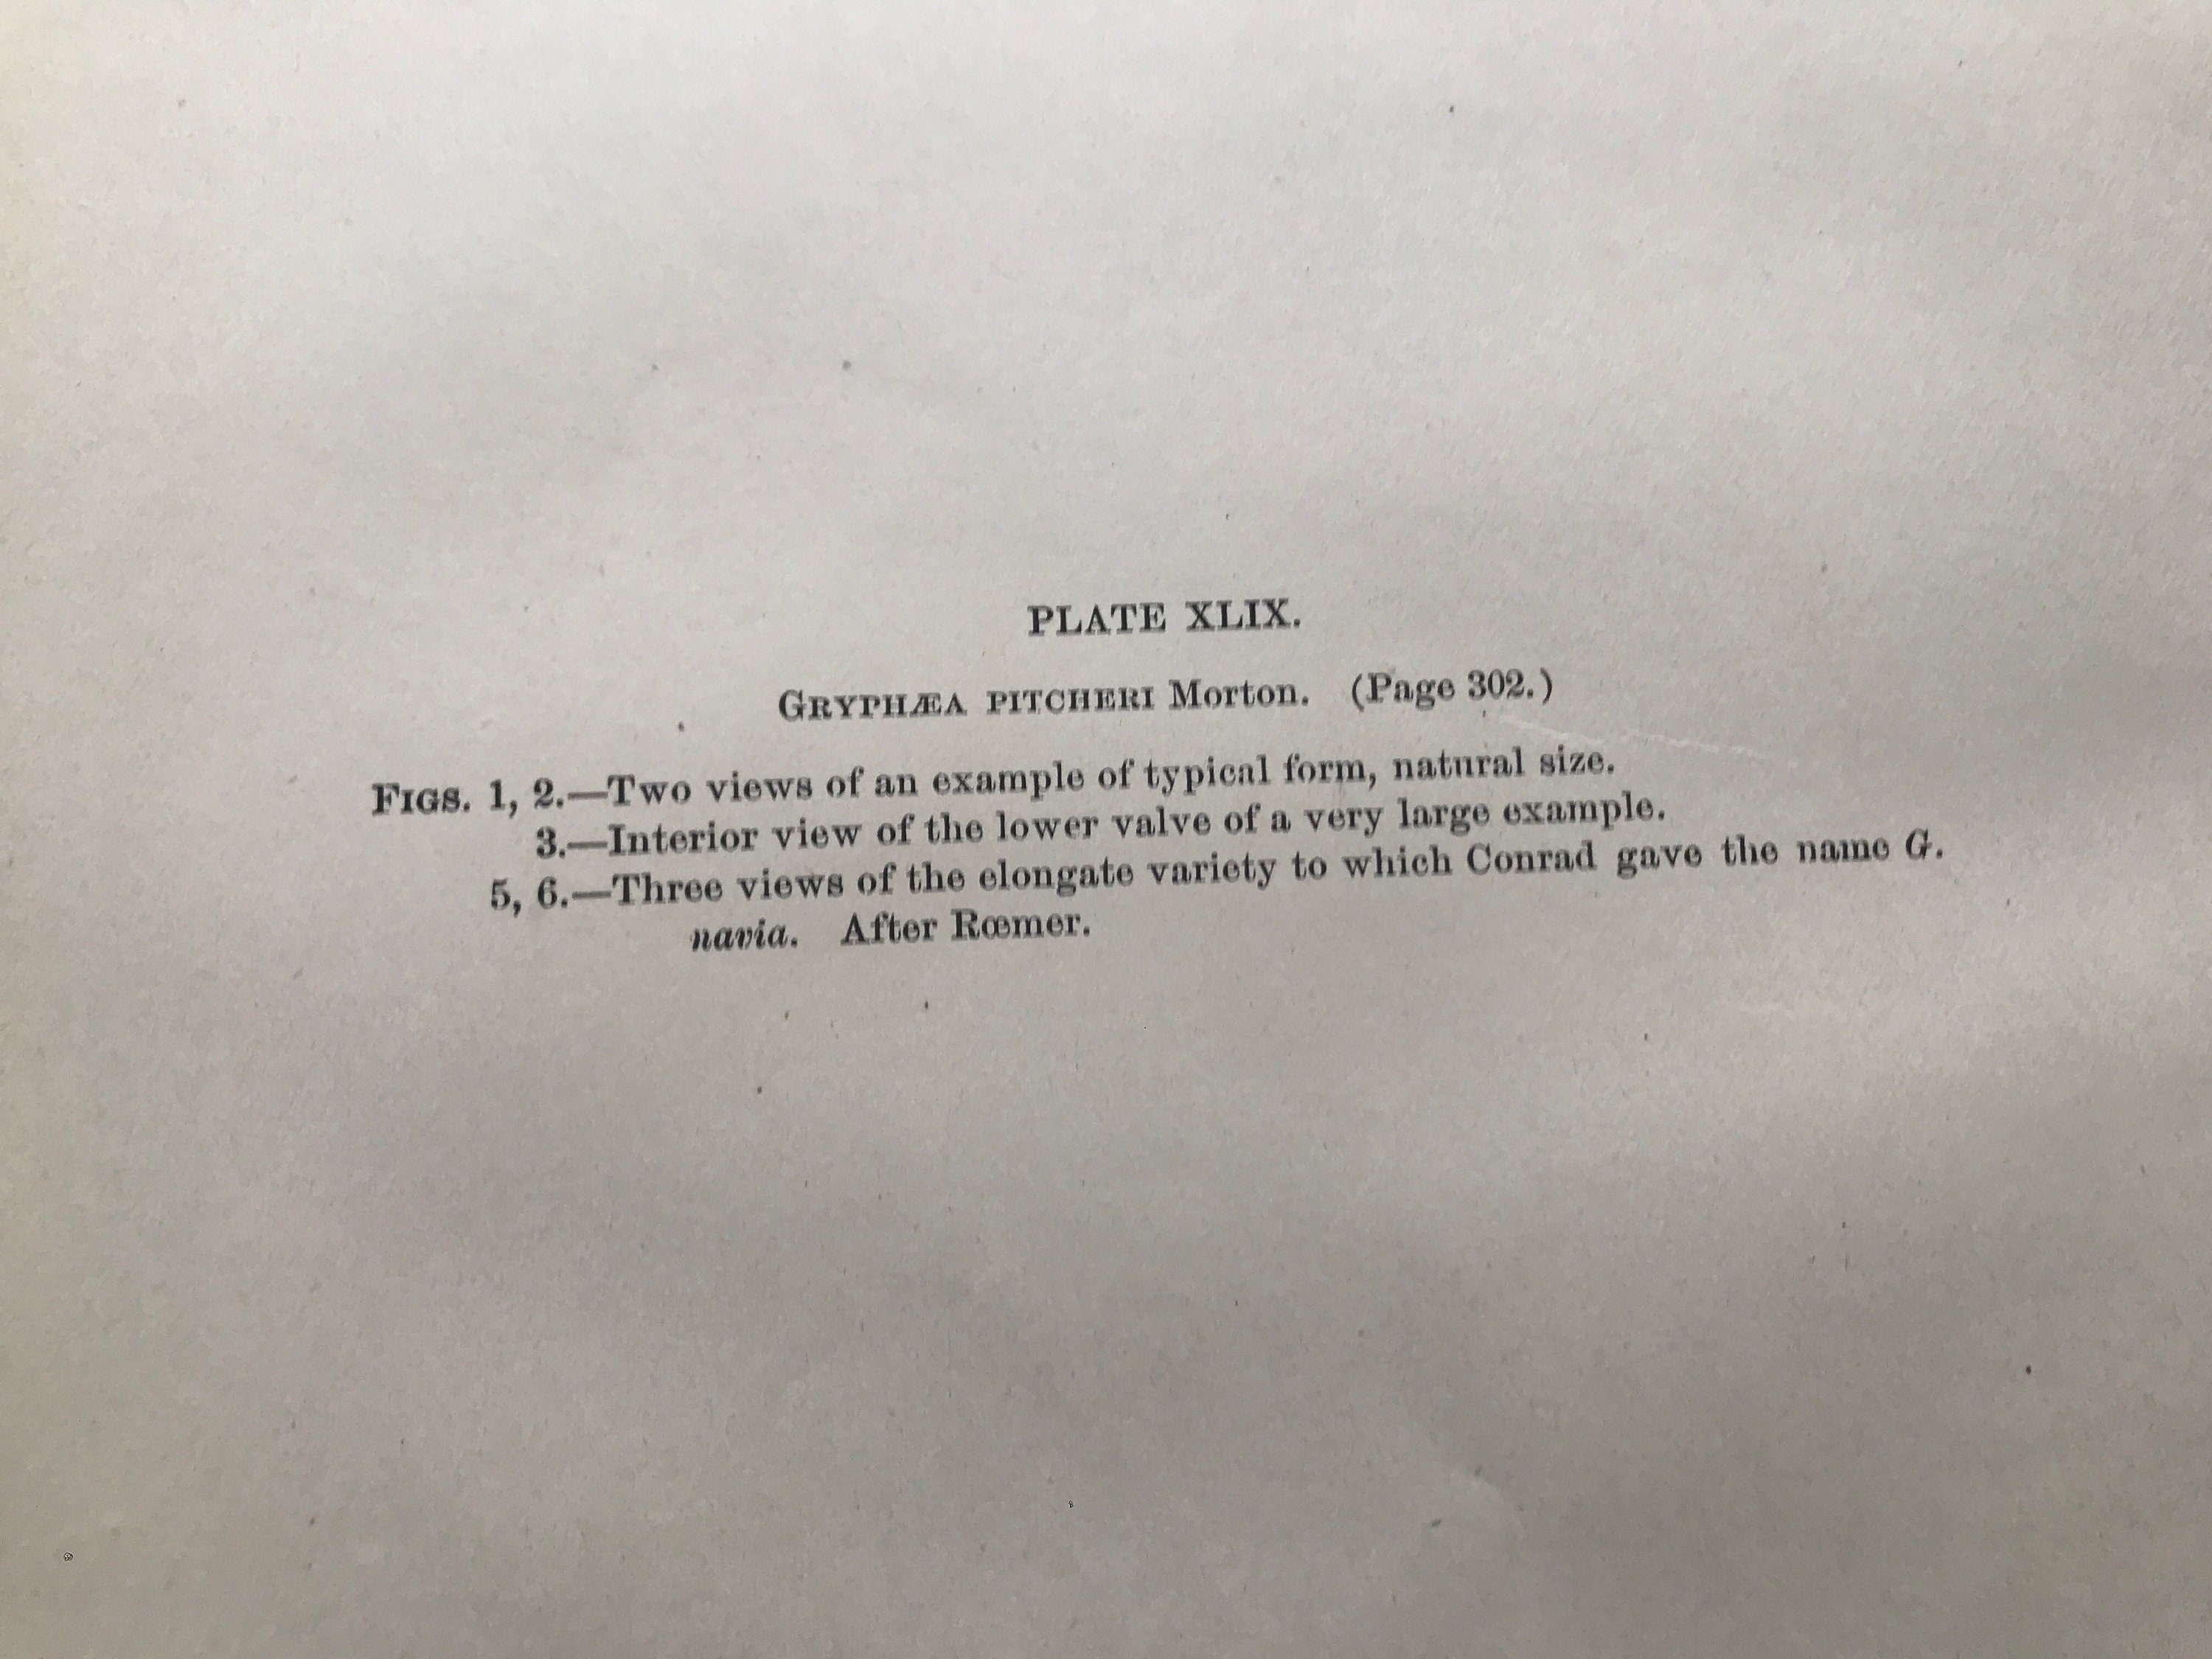 PLATE XLIX.
GRYPHÆA PITCHERI Morton. (Page 302.)
FIGS. 1, 2.—Two views of an example of typical form, natural size.
3.—Interior view of the lower valve of a very large example.
5, 6.—Three views of the elongate variety to which Conrad gave the name G.
navia. After Rœmer.